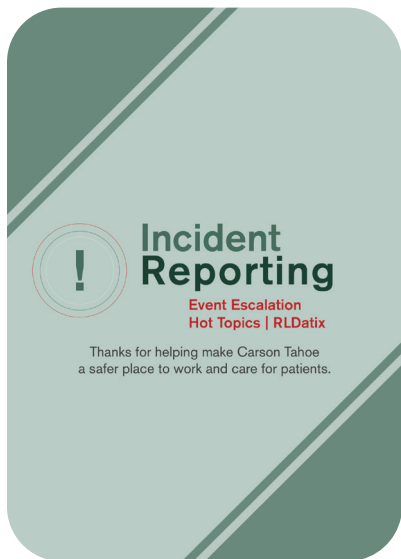 !
Incident
Reporting
Event Escalation
Hot Topics | RLDatix
Thanks for helping make Carson Tahoe
a safer place to work and care for patients.